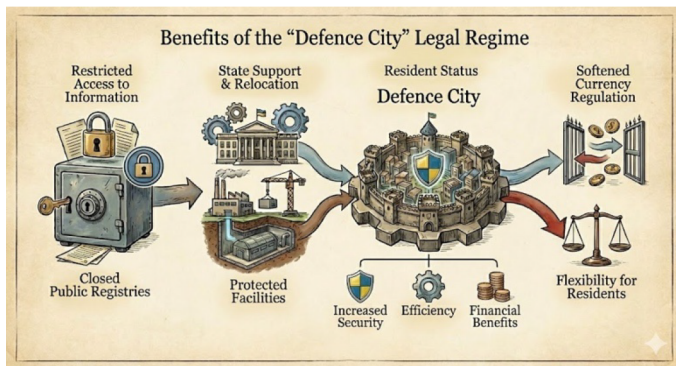 Benefits of the “Defence City” Legal Regime
Restricted
Access to
Information
Closed
Public Registries
State Support
& Relocation
Protected
Facilities
Resident Status
Defence City
Increased
Security
Efficiency
Financial
Benefits
Softened
Currency
Regulation
Flexibility for
Residents